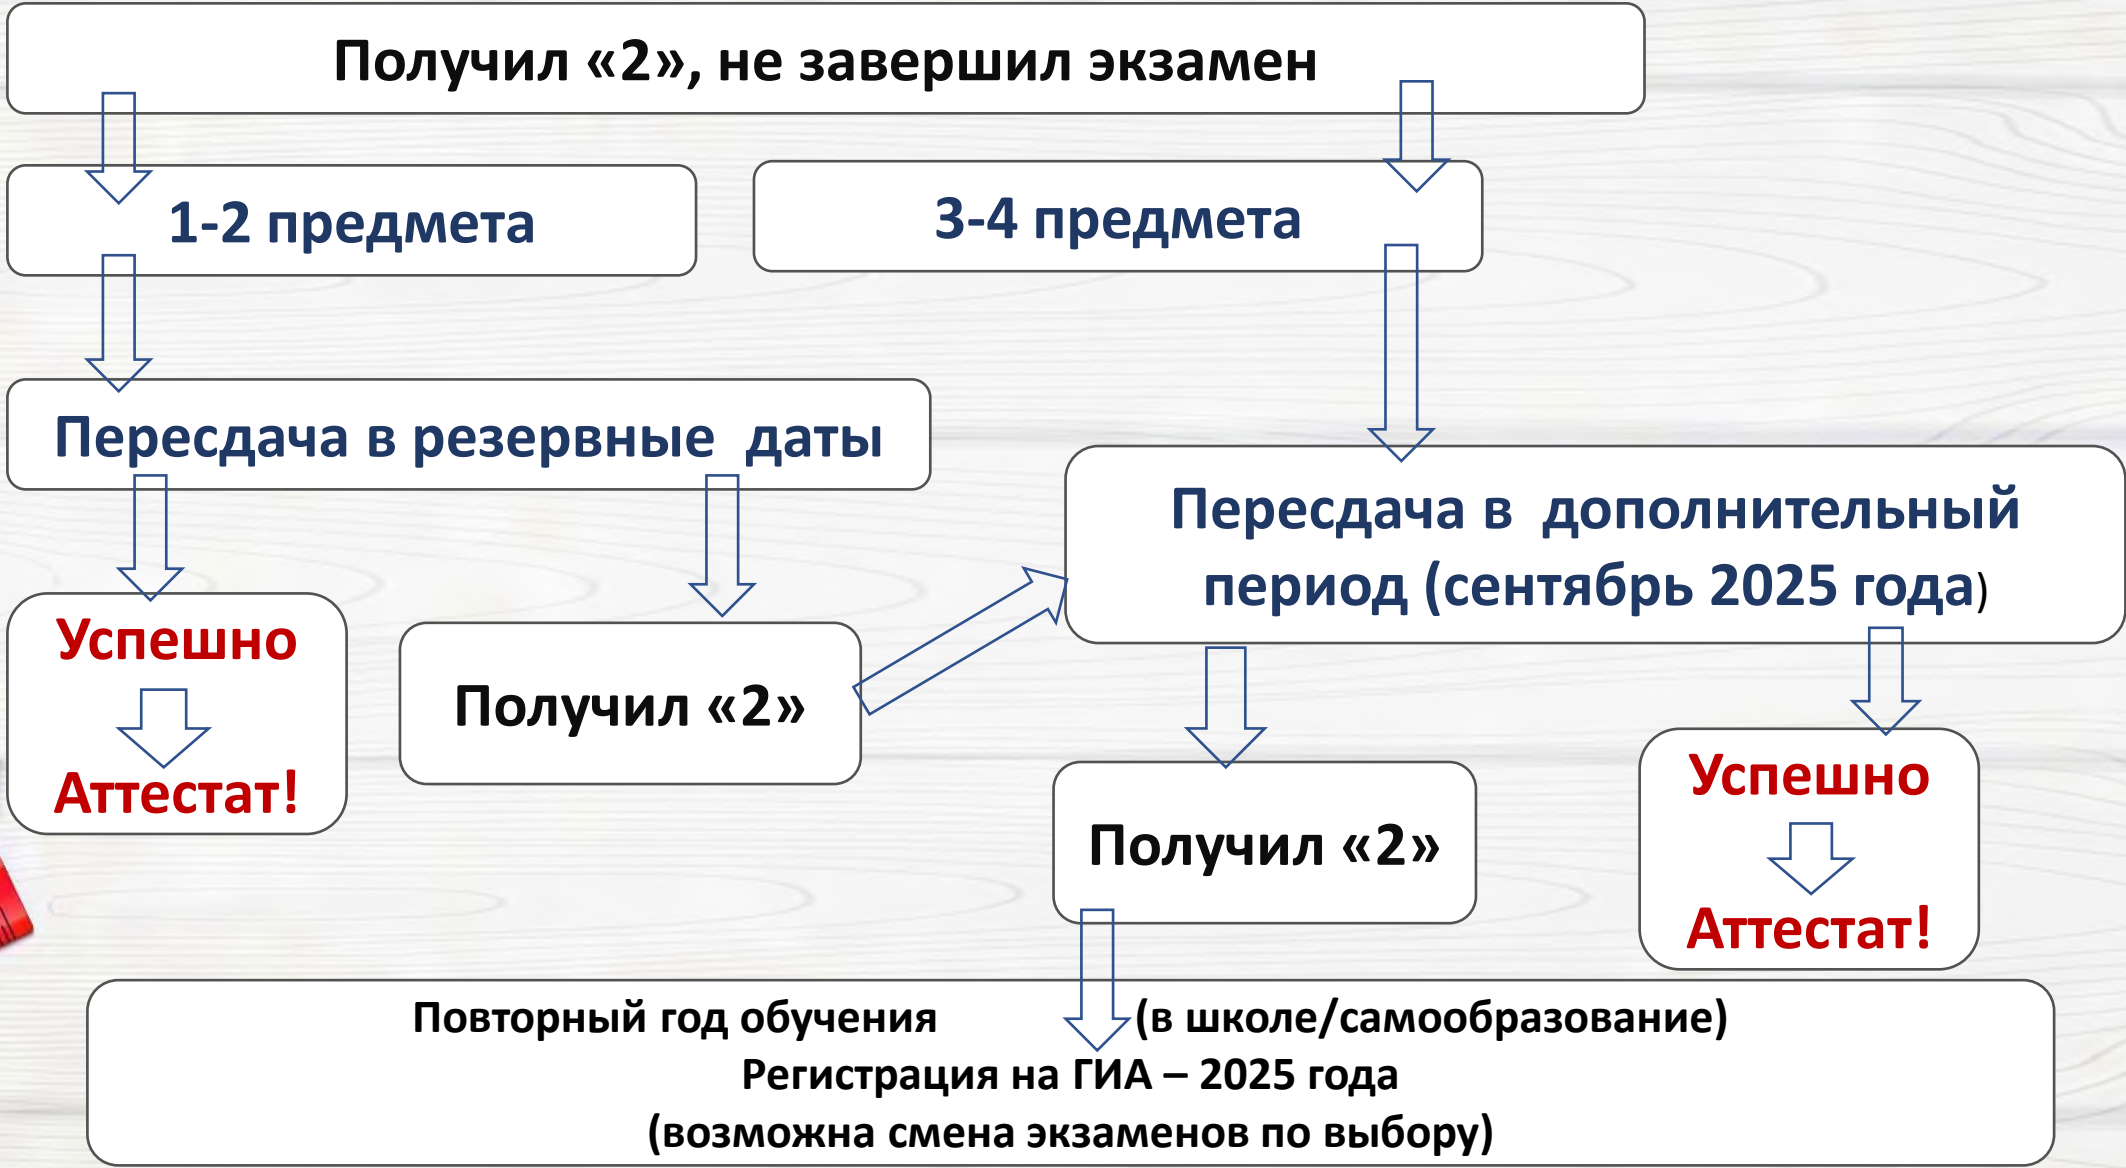 Получил «2», не завершил экзамен
1-2 предмета
3-4 предмета
Пересдача в резервные даты
Пересдача в дополнительный
период (сентябрь 2025 года)
Успешно
Аттестат!
Получил «2»
Получил «2»
Успешно
Аттестат!
Повторный год обучения (в школе/самообразование)
Регистрация на ГИА – 2025 года
(возможна смена экзаменов по выбору)